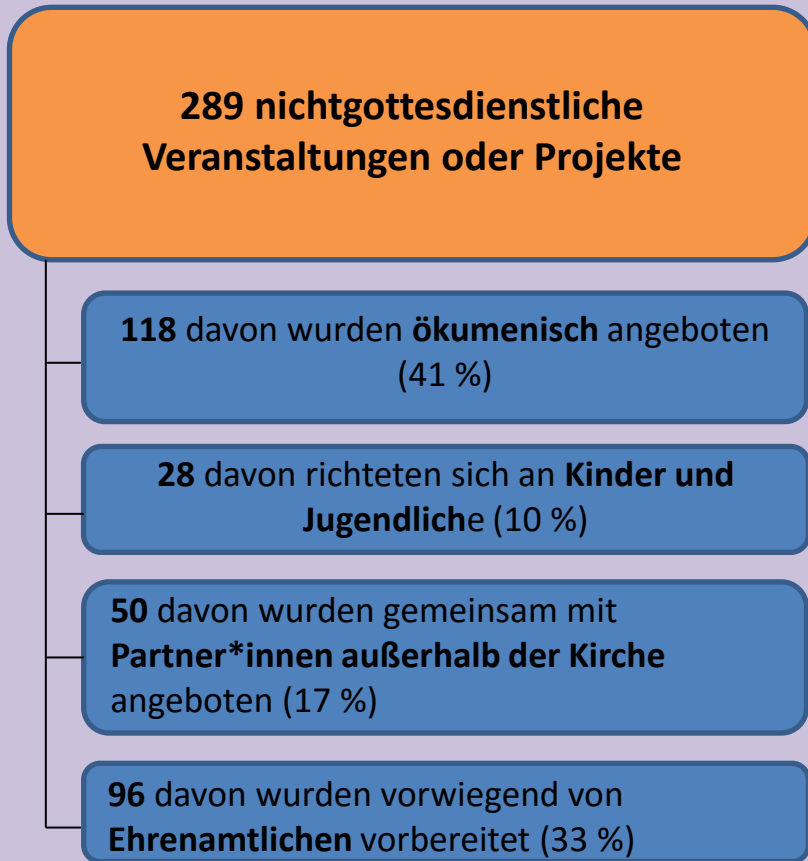 289 nichtgottesdienstliche
Veranstaltungen oder Projekte
118 davon wurden ökumenisch angeboten
(41 %)
28 davon richteten sich an Kinder und
Jugendliche (10 %)
50 davon wurden gemeinsam mit
Partner*innen außerhalb der Kirche
angeboten (17 %)
96 davon wurden vorwiegend von
Ehrenamtlichen vorbereitet (33 %)